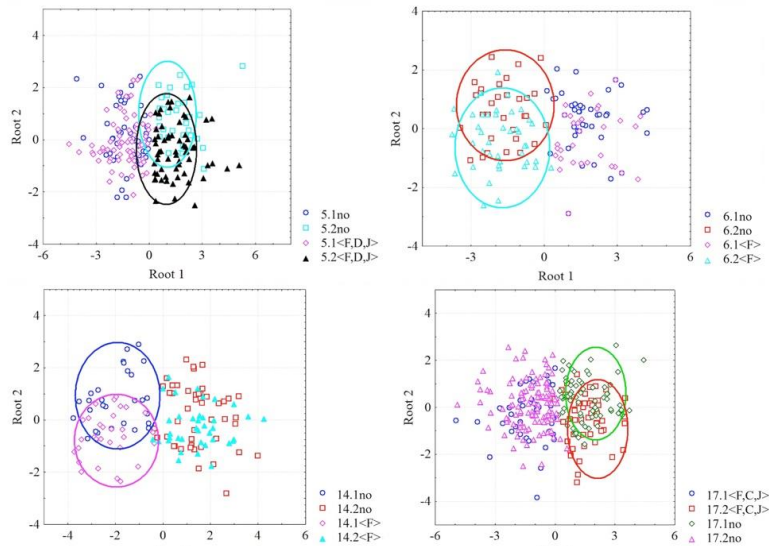 4
2
0
-2
-4
-6
-3
0
3
6
Root 2
Root 1
5.1no
5.2no
5.1<F,D,J>
5.2<F,D,J>
4
2
0
-2
-4
-3
0
3
6
Root 2
Root 1
6.1no
6.2no
6.1<F>
6.2<F>
4
2
0
-2
-4
-4
-2
0
2
4
6
Root 2
14.1no
14.2no
14.1<F>
14.2<F>
4
2
0
-2
-4
-6
-4
-2
0
2
4
6
Root 2
17.1<F,C,J>
17.2<F,C,J>
17.1no
17.2no